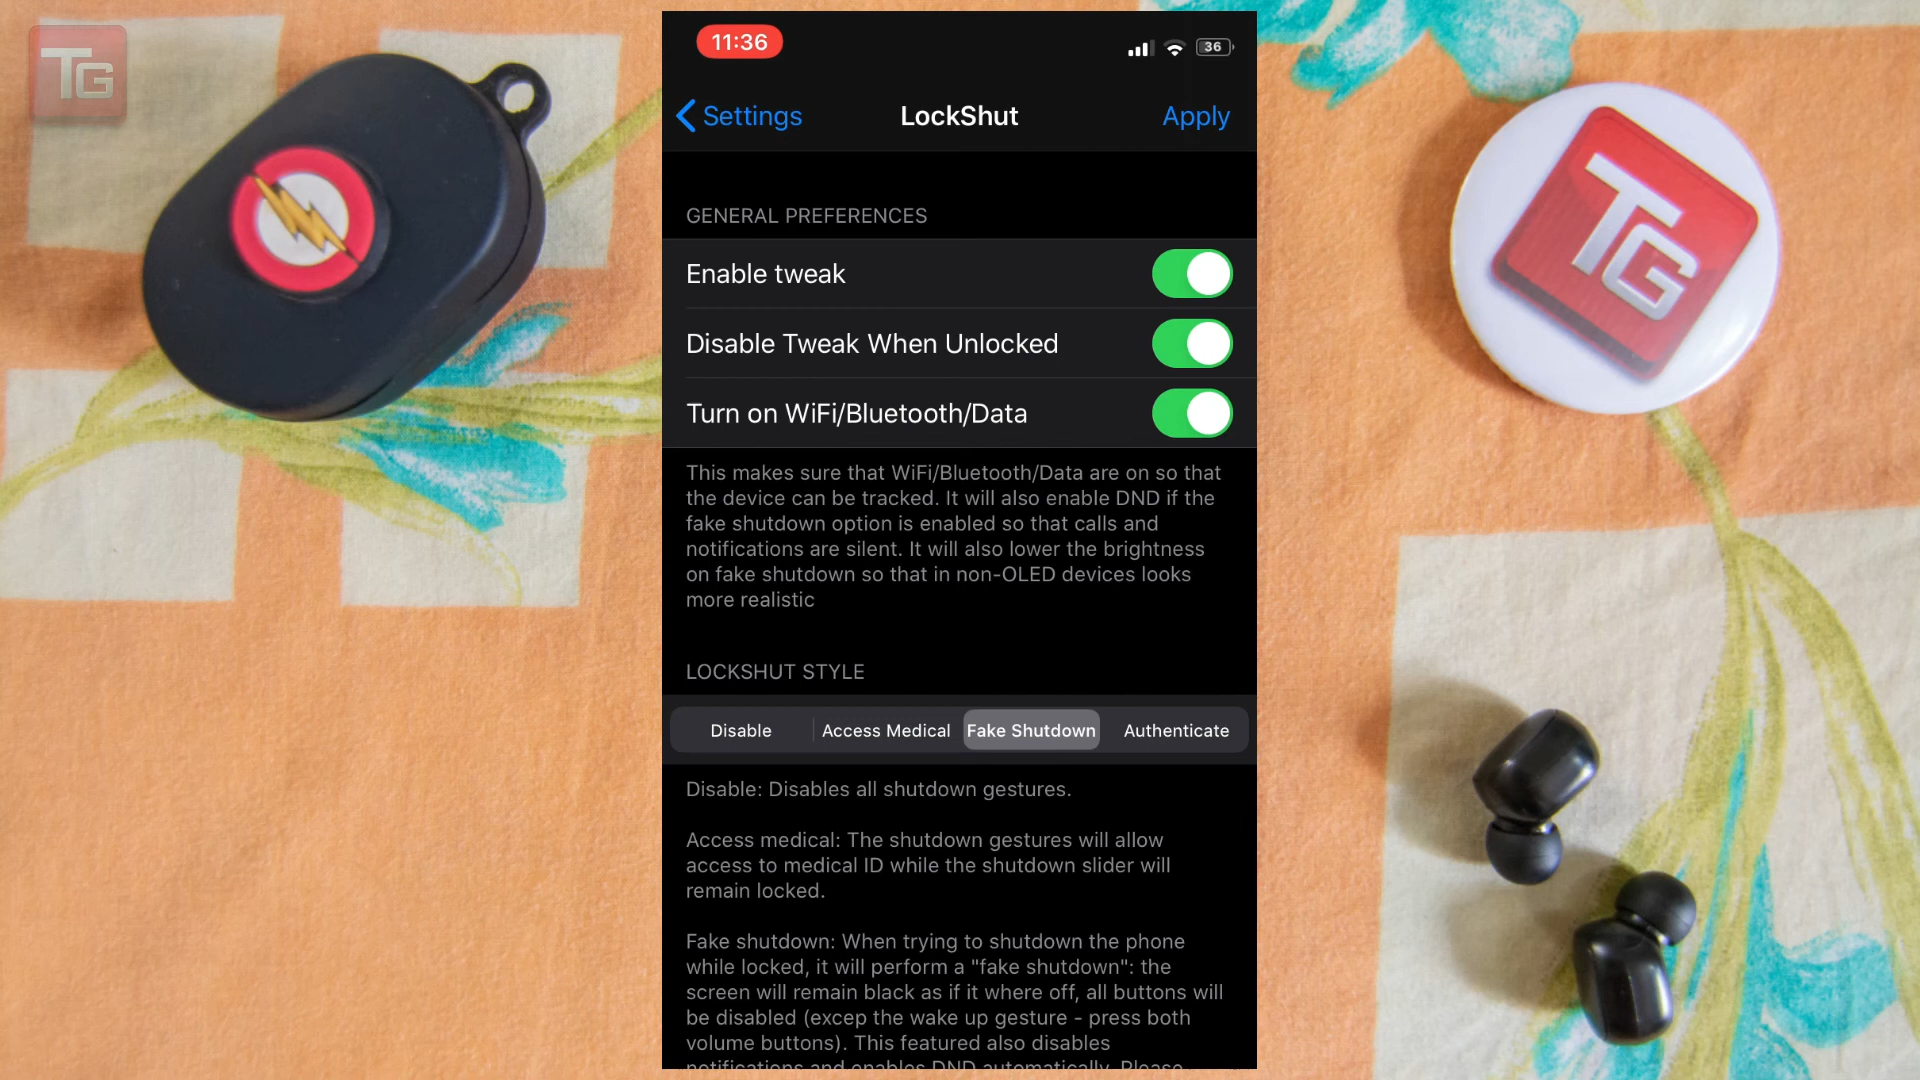 TG
11:36
36
Settings
LockShut
Apply
GENERAL PREFERENCES
Enable tweak
Disable Tweak When Unlocked
Turn on WiFi/Bluetooth/Data
This makes sure that WiFi/Bluetooth/Data are on so that
the device can be tracked. It will also enable DND if the
fake shutdown option is enabled so that calls and
notifications are silent. It will also lower the brightness
on fake shutdown so that in non-OLED devices looks
more realistic
LOCKSHUT STYLE
Disable
Access Medical
Fake Shutdown
Authenticate
Disable: Disables all shutdown gestures.
Access medical: The shutdown gestures will allow
access to medical ID while the shutdown slider will
remain locked.
Fake shutdown: When trying to shutdown the phone
while locked, it will perform a "fake shutdown": the
screen will remain black as if it where off, all buttons will
be disabled (excep the wake up gesture - press both
volume buttons). This featured also disables
notifications and enables DND automatically. Please
TG